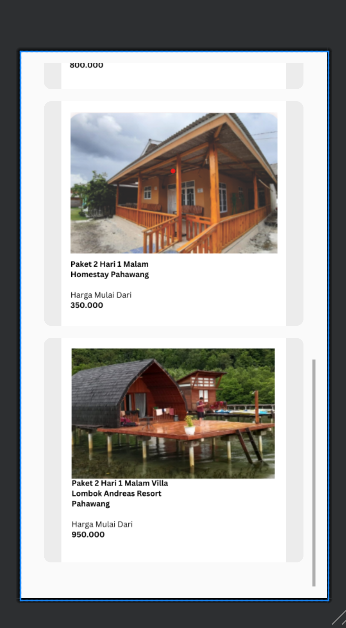 800.000
Paket 2 Hari 1 Malam
Homestay Pahawang
Harga Mulai Dari
350.000
Paket 2 Hari 1 Malam Villa
Lombok Andreas Resort
Pahawang
Harga Mulai Dari
950.000